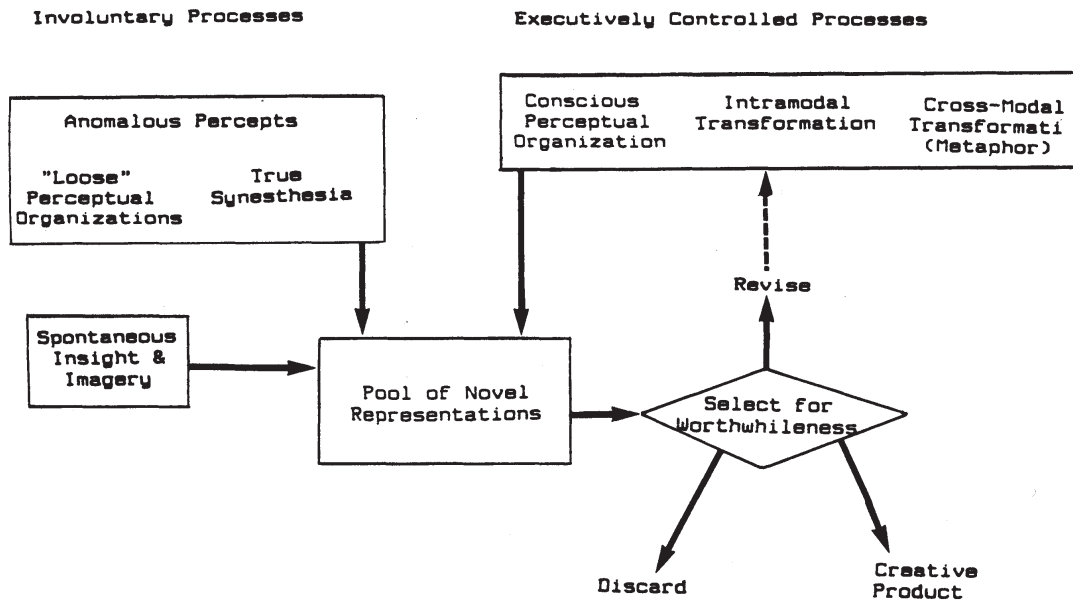 Involuntary Processes
Executively Controlled Processes
Anomalous Percepts
"Loose"
Perceptual
Organizations
True
Synesthesia
Conscious
Perceptual
Organization
Intramodal
Transformation
Cross-Modal
Transformati
(Metaphor)
Revise
Spontaneous
Insight &
Imagery
Pool of Novel
Representations
Select for
Worthwhileness
Discard
Creative
Product